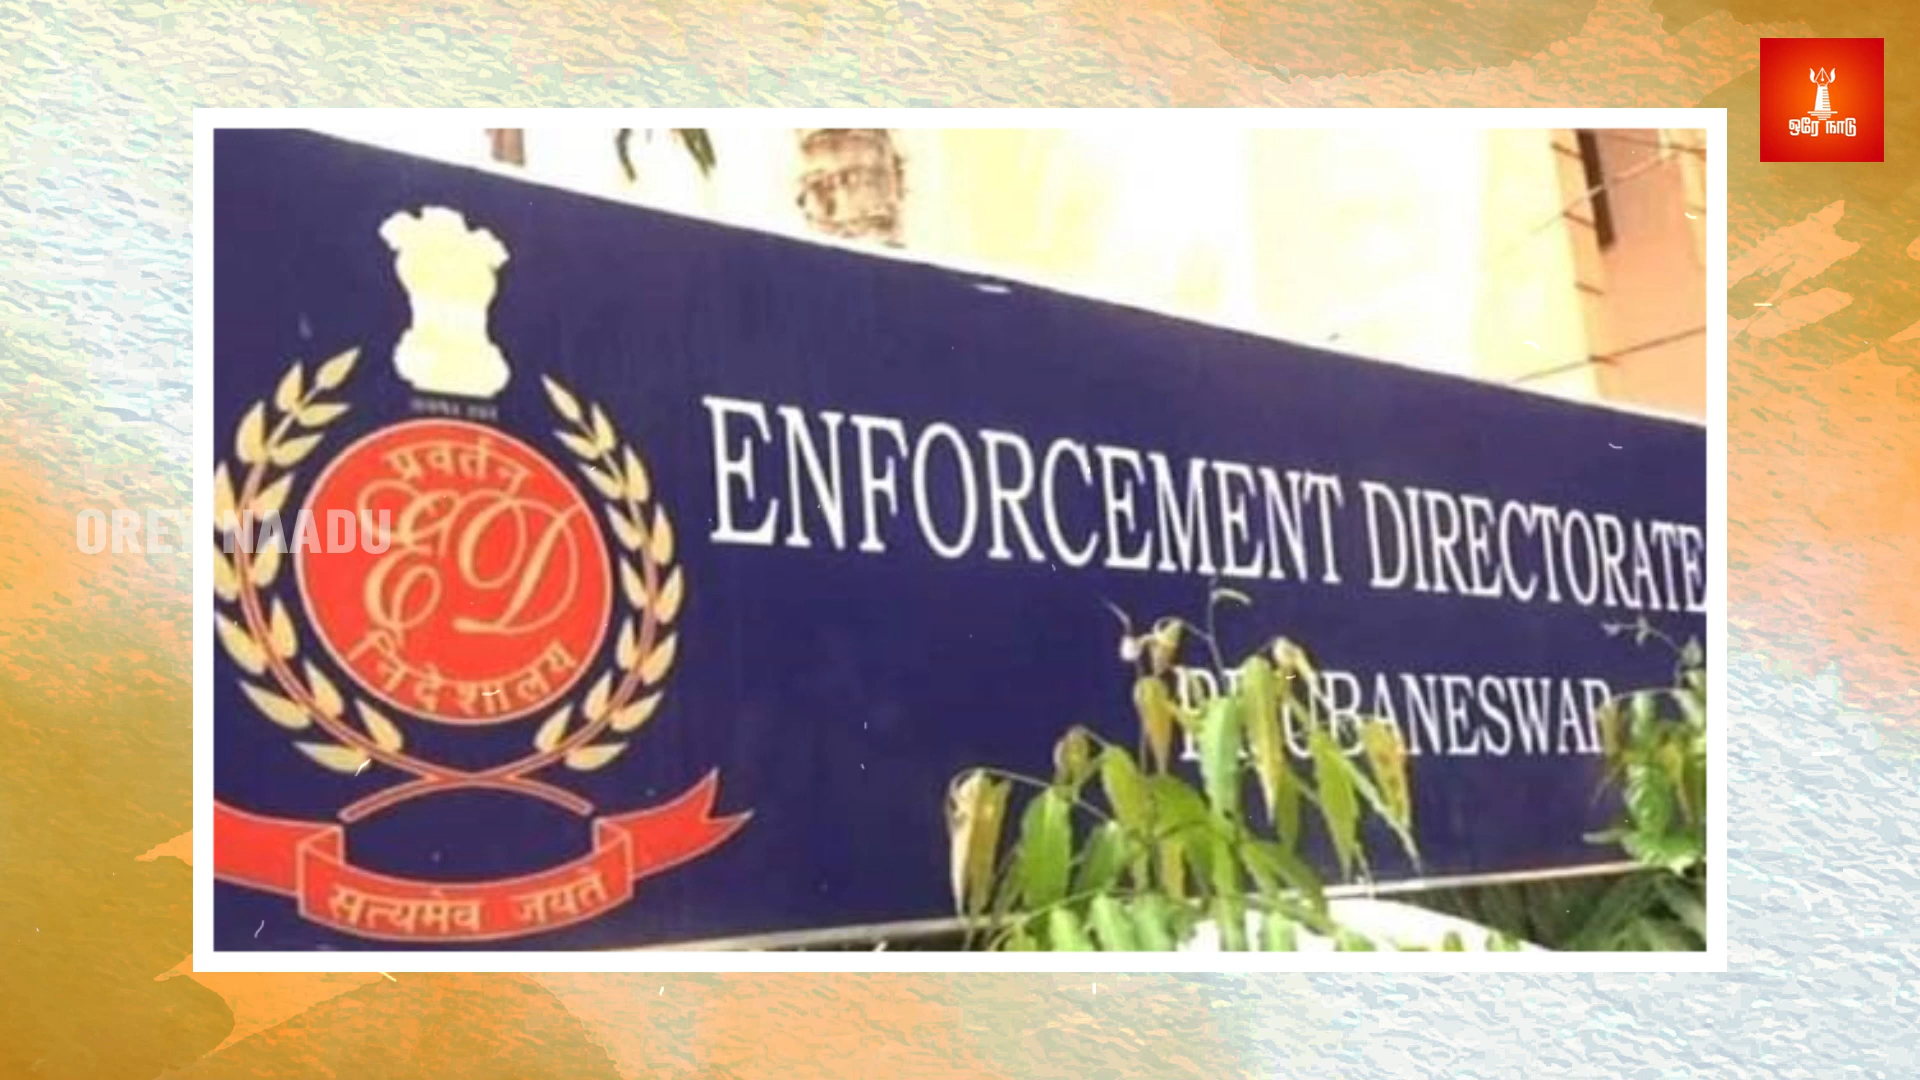 ஒரே நாடு
प्रवर्तन
ED
निदेशालय
सत्यमेव जयते
ENFORCEMENT DIRECTORATE
BHUBANESWAR
OREY NAADU